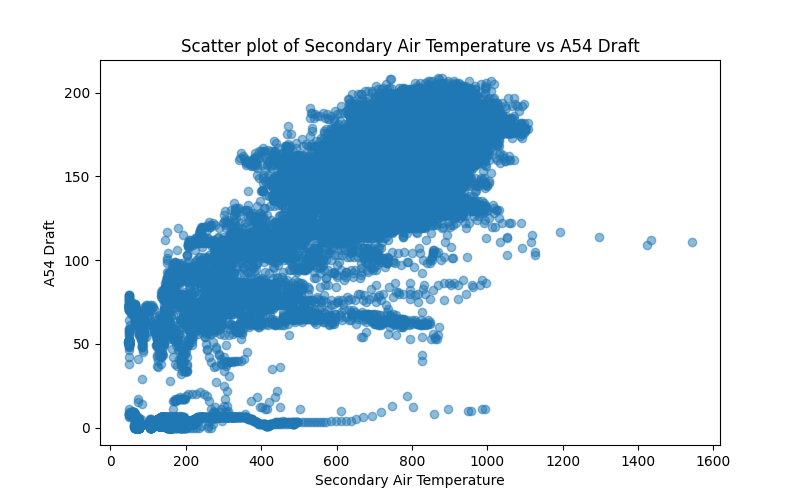 Scatter plot of Secondary Air Temperature vs A54 Draft
200
150
100
50
0
A54 Draft
0 200 400 600 800 1000 1200 1400 1600
Secondary Air Temperature